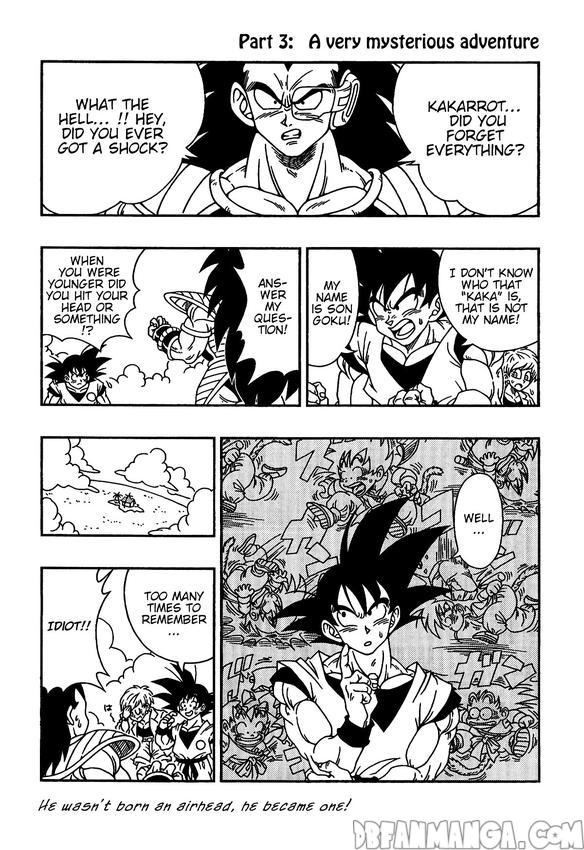 Part 3: A very mysterious adventure
WHAT THE
HELL... !! HEY,
DID YOU EVER
GOT A SHOCK?
KAKARROT...
DID YOU
FORGET
EVERYTHING?
WHEN
YOU WERE
YOUNGER DID
YOU HIT YOUR
HEAD OR
SOMETHING
!?
ANS-
WER
MY
QUES-
TION!
MY
NAME IS
SON
GOKU!
I DON'T KNOW
WHO THAT
"KAKA" IS,
THAT IS NOT
MY NAME!
WELL
...
ガン
IDIOT!!
TOO MANY
TIMES TO
REMEMBER
...
は
He wasn't born an airhead, he became one!
DBFANMANGA.COM